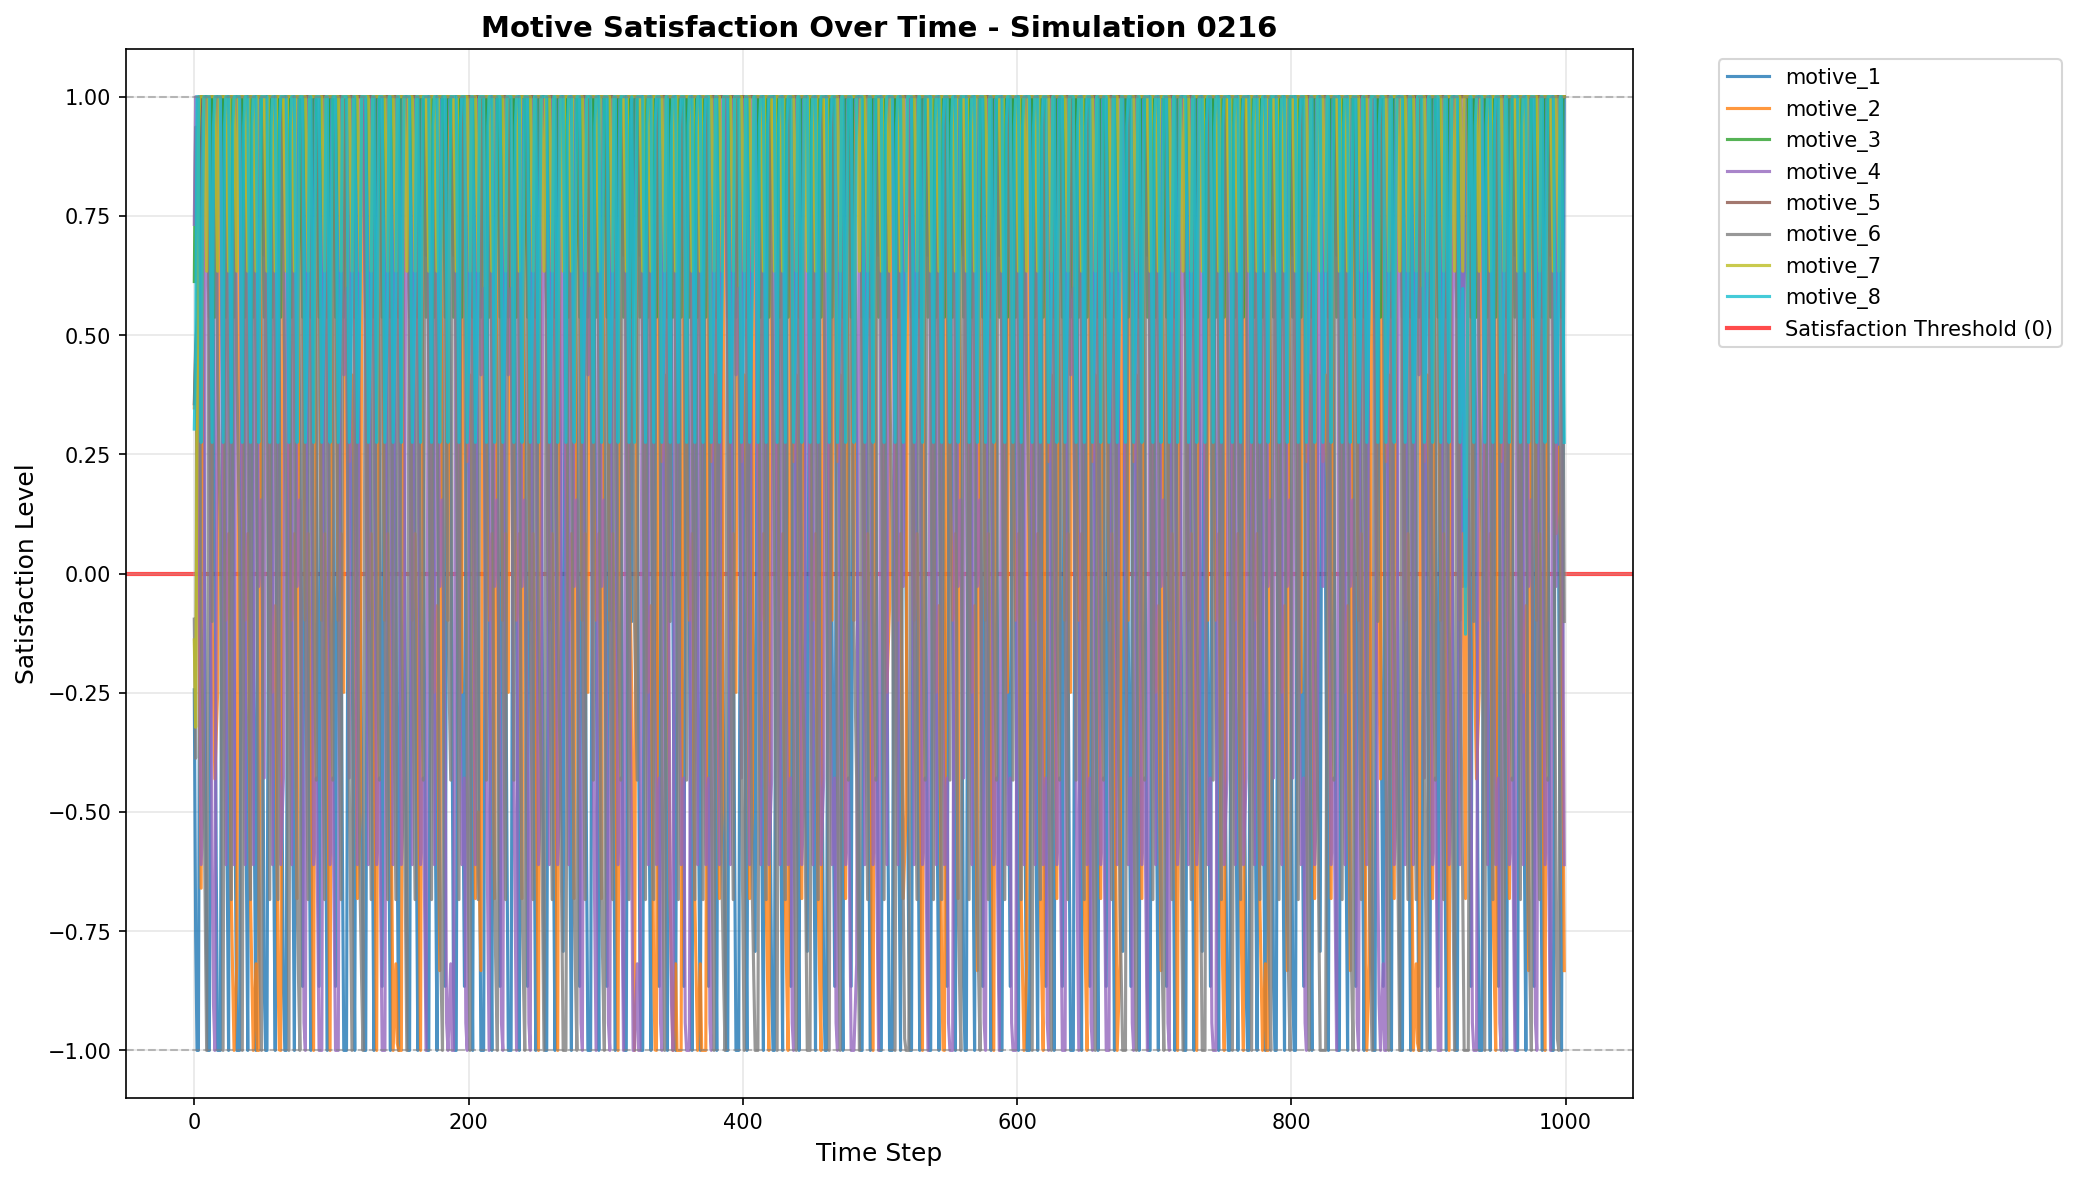 Motive Satisfaction Over Time - Simulation 0216
Satisfaction Level
1.00
0.75
0.50
0.25
0.00
−0.25
−0.50
−0.75
−1.00
0
200
400
600
800
1000
Time Step
motive_1
motive_2
motive_3
motive_4
motive_5
motive_6
motive_7
motive_8
Satisfaction Threshold (0)